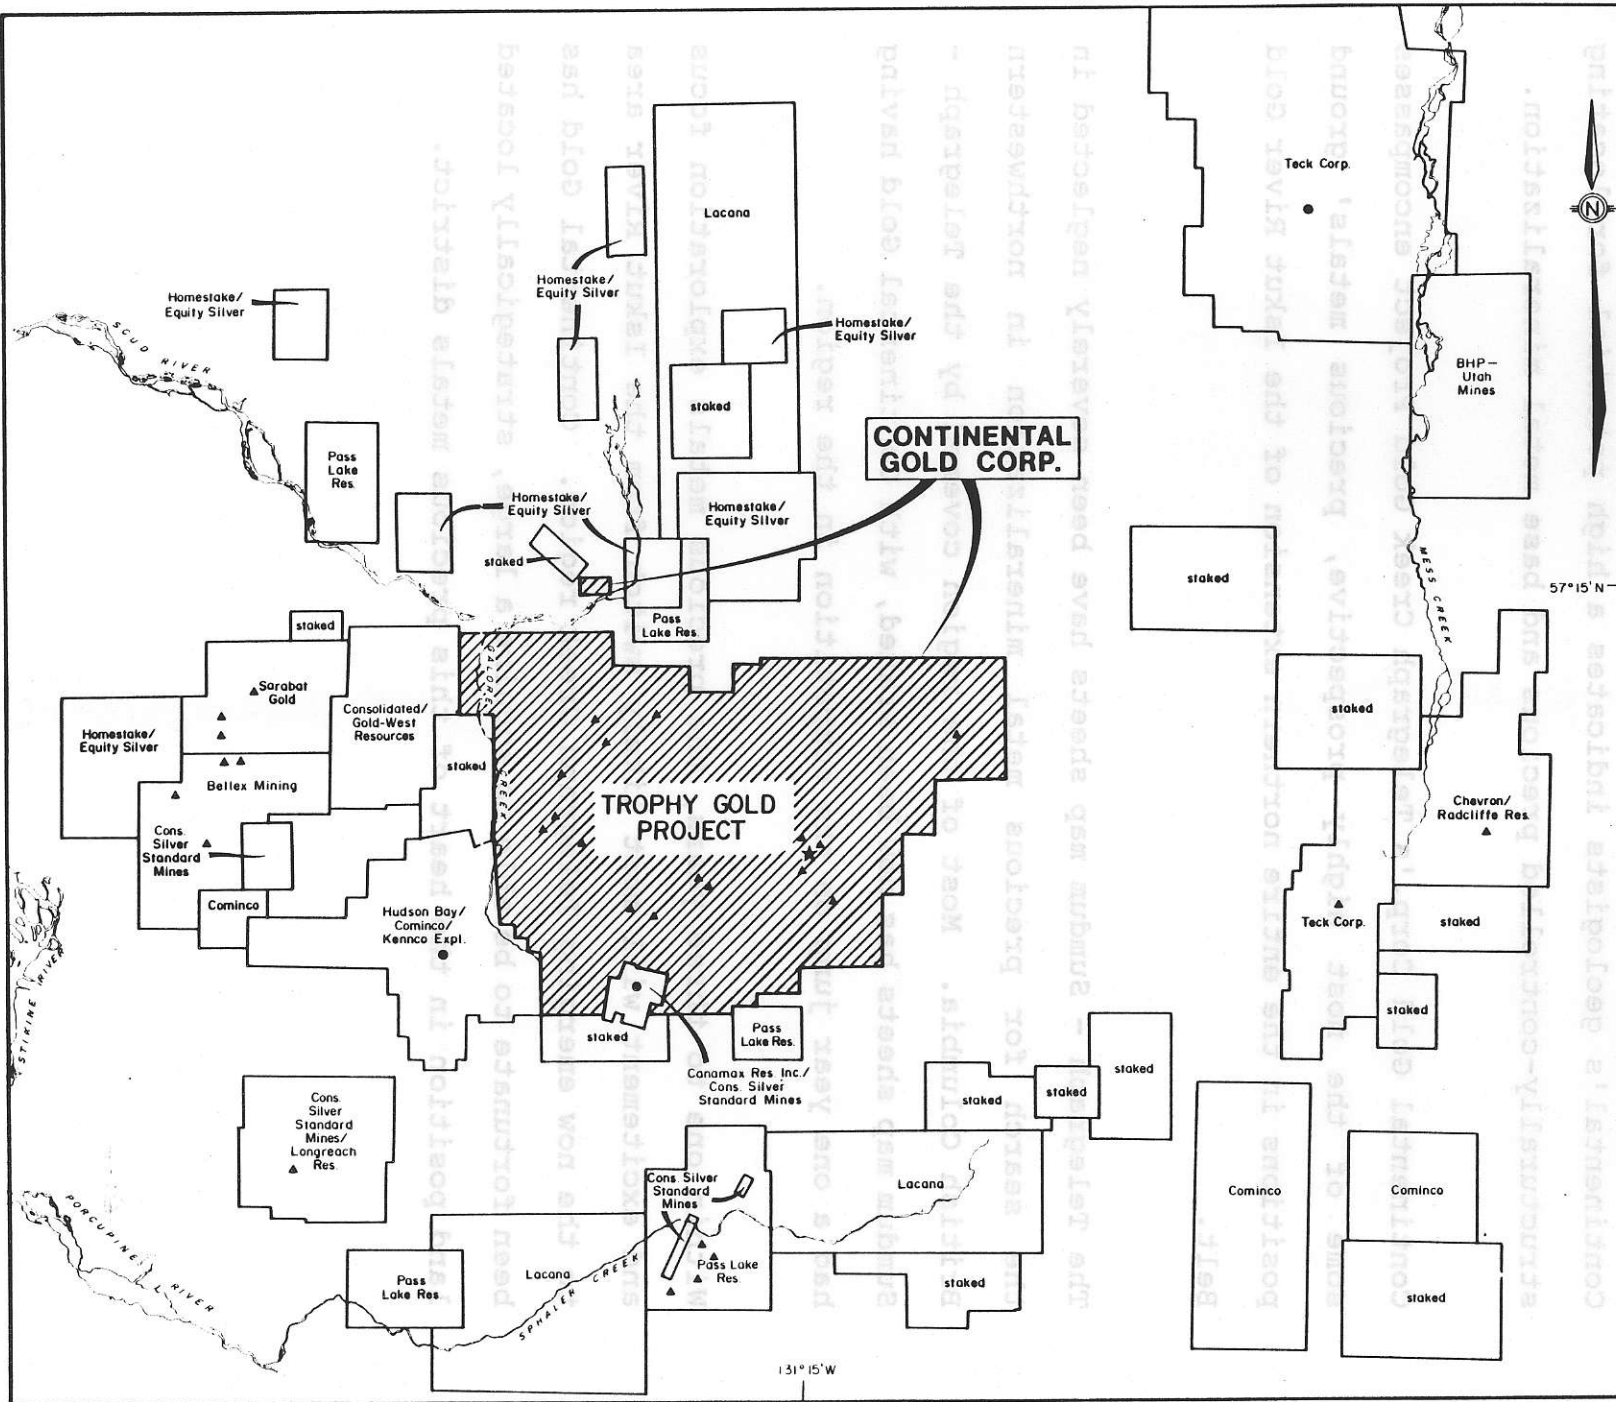 Teck Corp.
N
Lacana
Homestake/
Equity Silver
Homestake/
Equity Silver
Homestake/
Equity Silver
SCUD RIVER
BHP –
Utah
Mines
staked
CONTINENTAL
GOLD CORP.
Pass
Lake
Res.
Homestake/
Equity Silver
Homestake/
Equity Silver
staked
MESS CREEK
staked
57°15'N
Pass
Lake Res.
staked
GALORE CREEK
Sarabat
Gold
Consolidated/
Gold-West
Resources
staked
Homestake/
Equity Silver
staked
Bellex Mining
TROPHY GOLD
PROJECT
Chevron/
Radcliffe Res.
Cons.
Silver
Standard
Mines
Cominco
Hudson Bay/
Cominco/
Kennco Expl.
Teck Corp.
staked
STIKINE RIVER
staked
staked
Pass
Lake Res.
Canamax Res. Inc./
Cons. Silver
Standard Mines
staked
staked
staked
Cons.
Silver
Standard
Mines/
Longreach
Res.
Cons. Silver
Standard
Mines
Lacana
Cominco
Cominco
PORCUPINE RIVER
Pass
Lake Res.
Lacana
SPHALER CREEK
Pass Lake
Res.
staked
staked
131°15'W